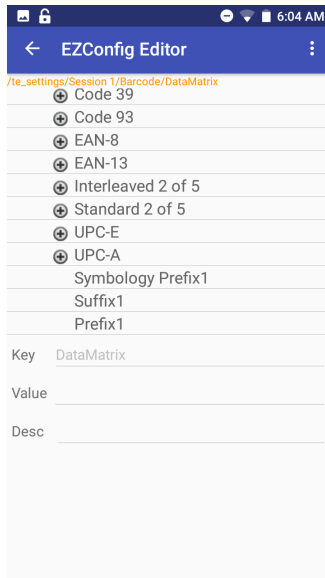 6:04 AM
EZConfig Editor
/te_settings/Session 1/Barcode/DataMatrix
Code 39
Code 93
EAN-8
EAN-13
Interleaved 2 of 5
Standard 2 of 5
UPC-E
UPC-A
Symbology Prefix1
Suffix1
Prefix1
Key DataMatrix
Value
Desc